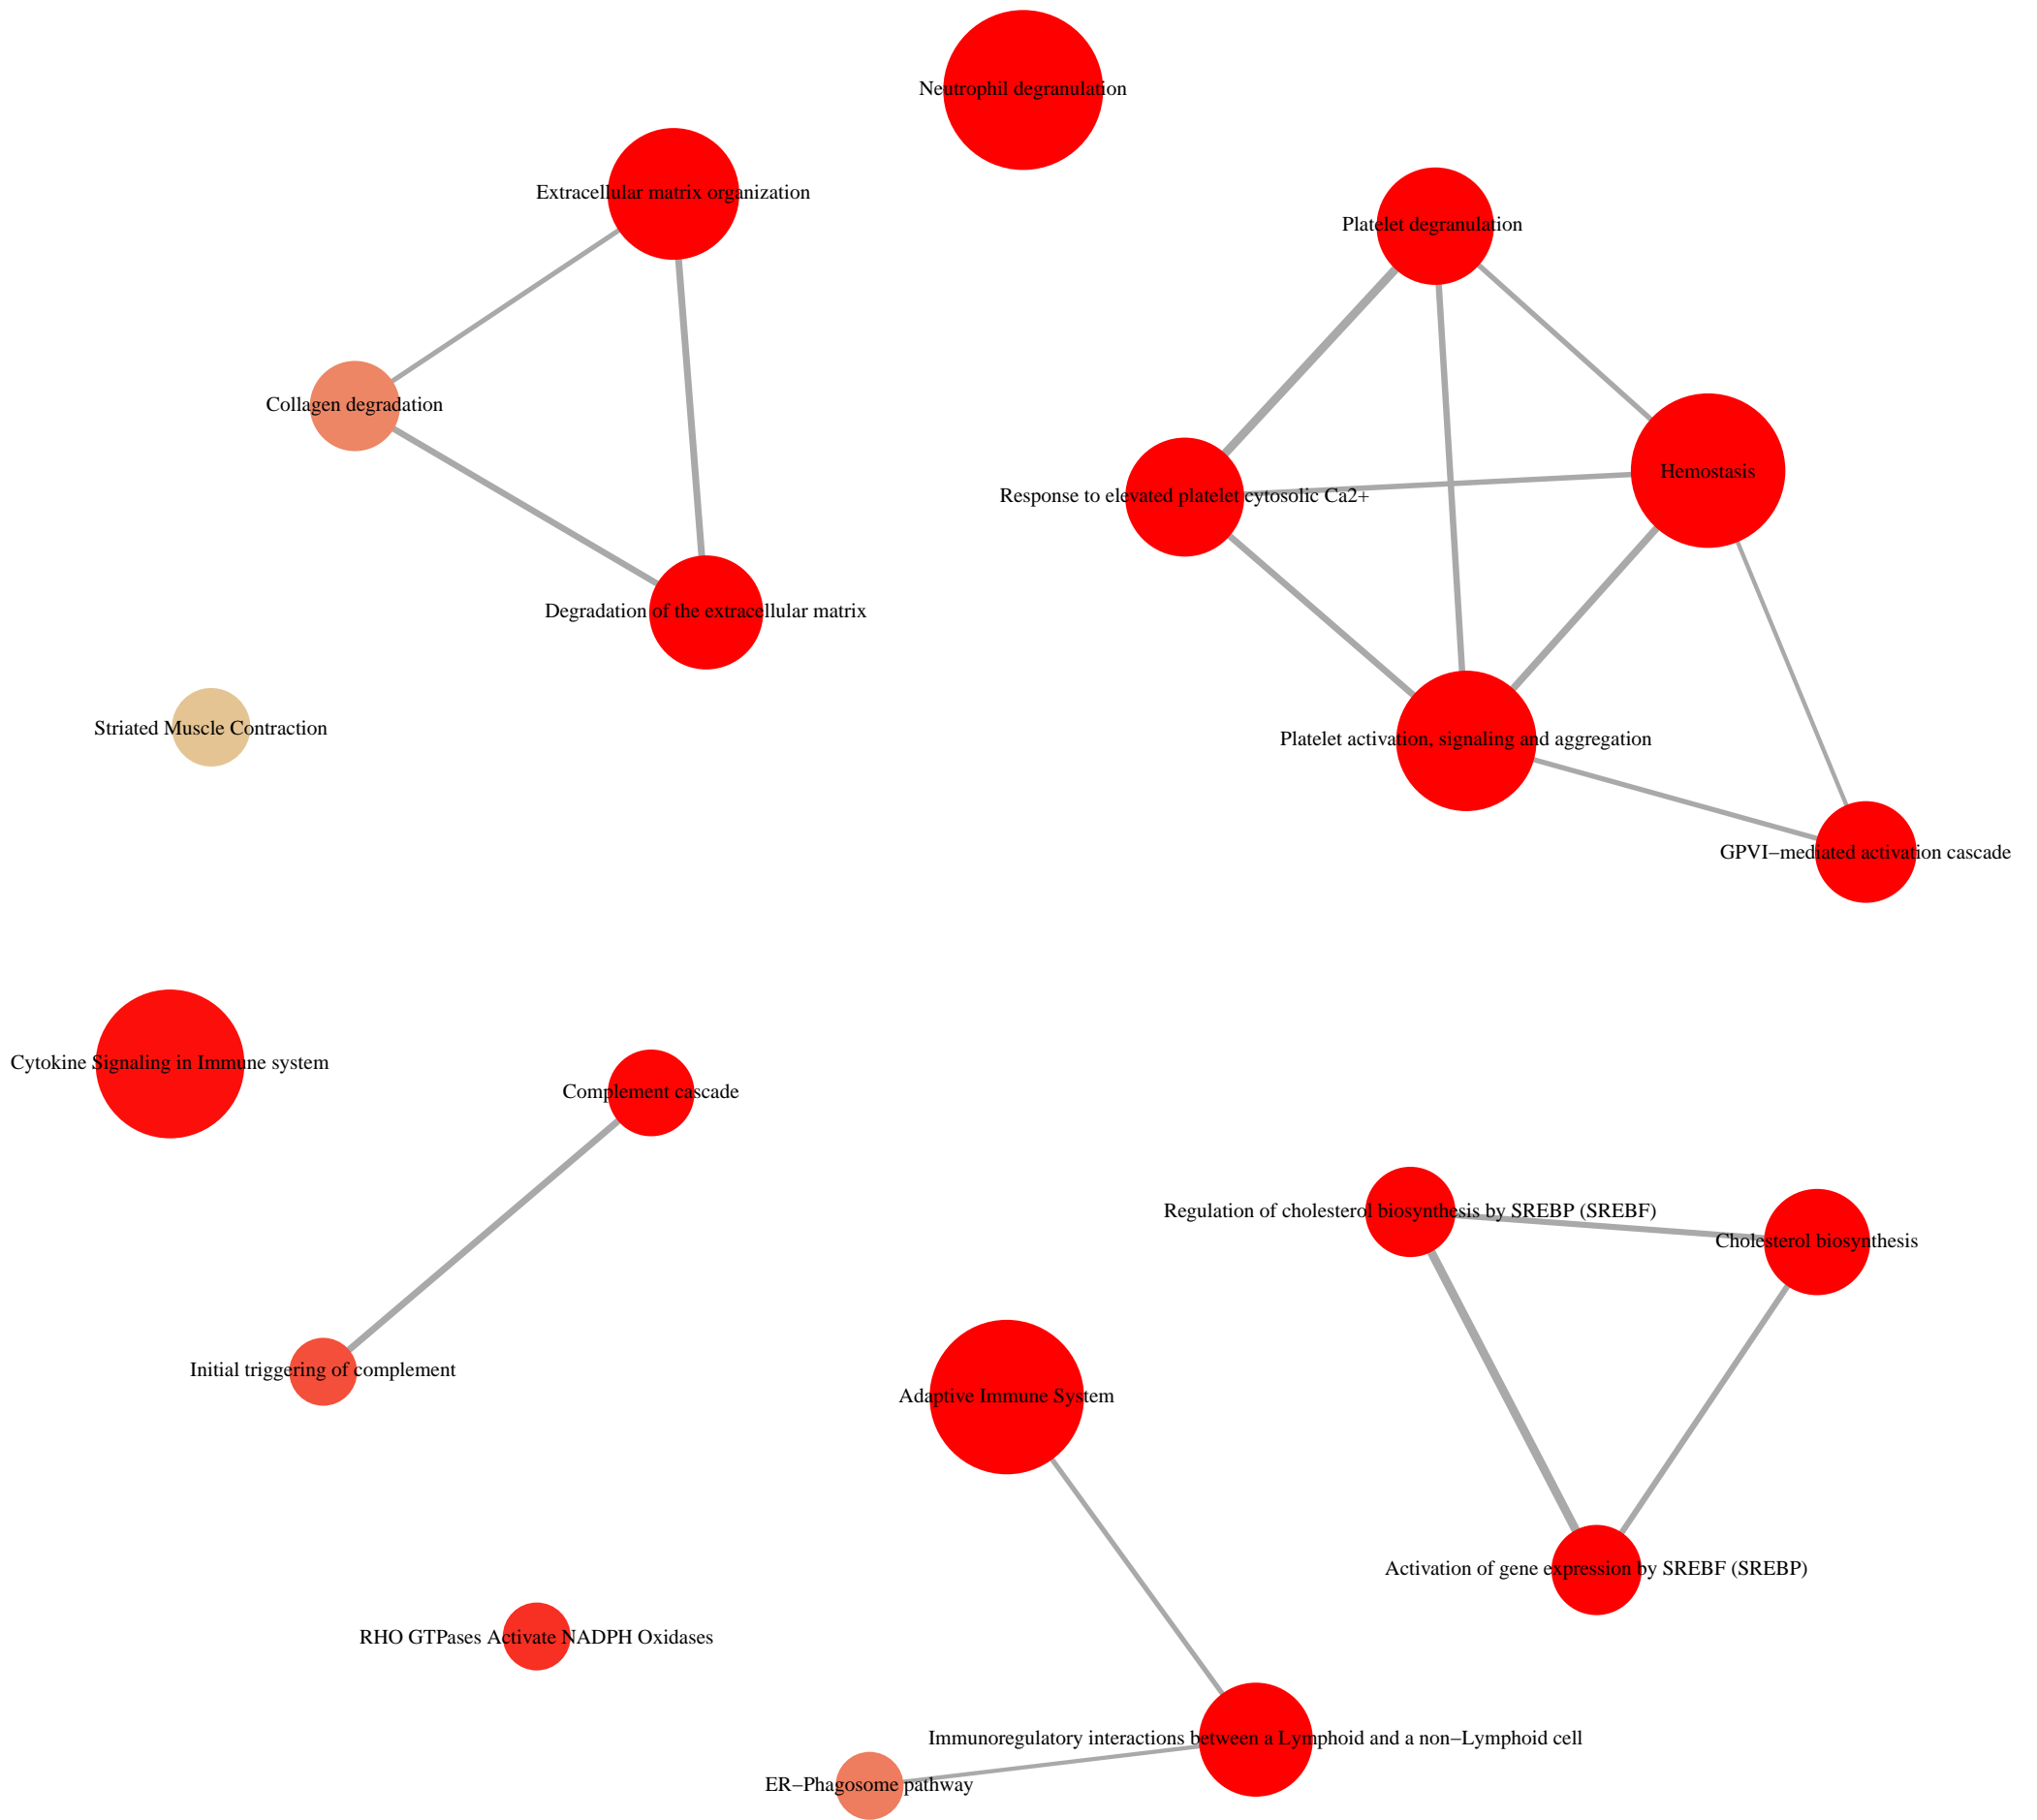 Neutrophil degranulation
Extracellular matrix organization
Platelet degranulation
Collagen degradation
Hemostasis
Response to elevated platelet cytosolic Ca2+
Degradation of the extracellular matrix
Striated Muscle Contraction
Platelet activation, signaling and aggregation
GPVI−mediated activation cascade
Cytokine Signaling in Immune system
Complement cascade
Regulation of cholesterol biosynthesis by SREBP (SREBF)
Cholesterol biosynthesis
Initial triggering of complement
Adaptive Immune System
Activation of gene expression by SREBF (SREBP)
RHO GTPases Activate NADPH Oxidases
Immunoregulatory interactions between a Lymphoid and a non−Lymphoid cell
ER−Phagosome pathway